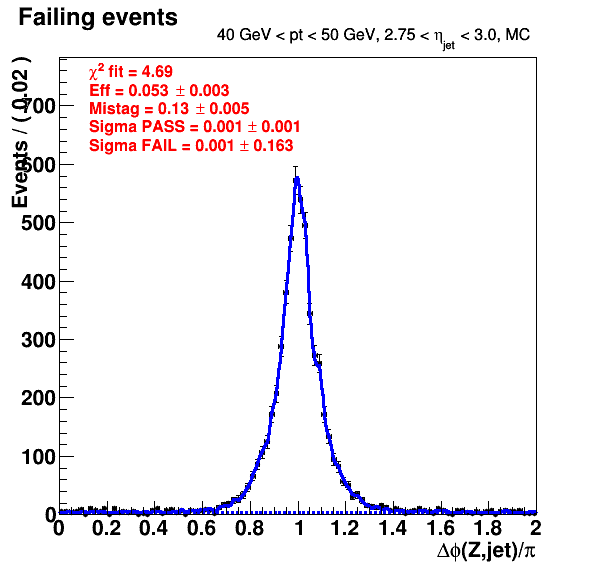 Failing events
40 GeV < pt < 50 GeV, 2.75 < ηjet < 3.0, MC
χ² fit = 4.69
Eff = 0.053 ± 0.003
Mistag = 0.13 ± 0.005
Sigma PASS = 0.001 ± 0.001
Sigma FAIL = 0.001 ± 0.163
Events / ( 0.02 )
700
600
500
400
300
200
100
0
0 0.2 0.4 0.6 0.8 1 1.2 1.4 1.6 1.8 2
Δφ(Z,jet)/π